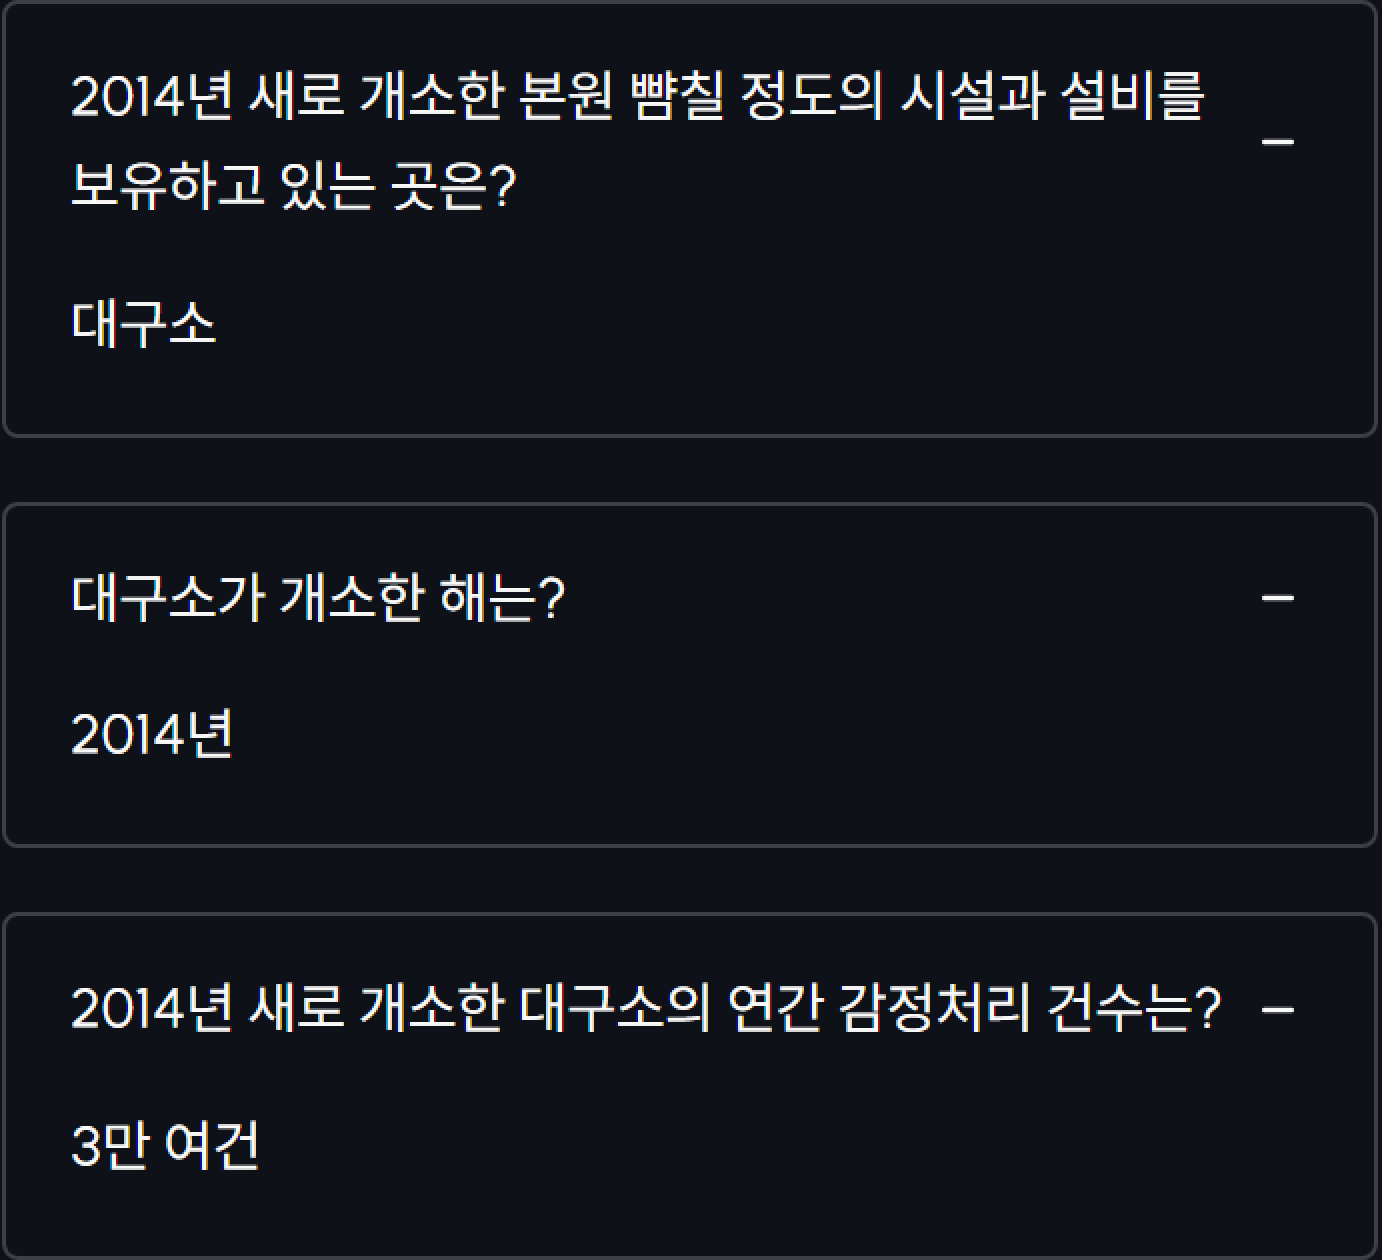 2014년 새로 개소한 본원 뺨칠 정도의 시설과 설비를
보유하고 있는 곳은?
대구소
대구소가 개소한 해는?
2014년
2014년 새로 개소한 대구소의 연간 감정처리 건수는?
3만 여건